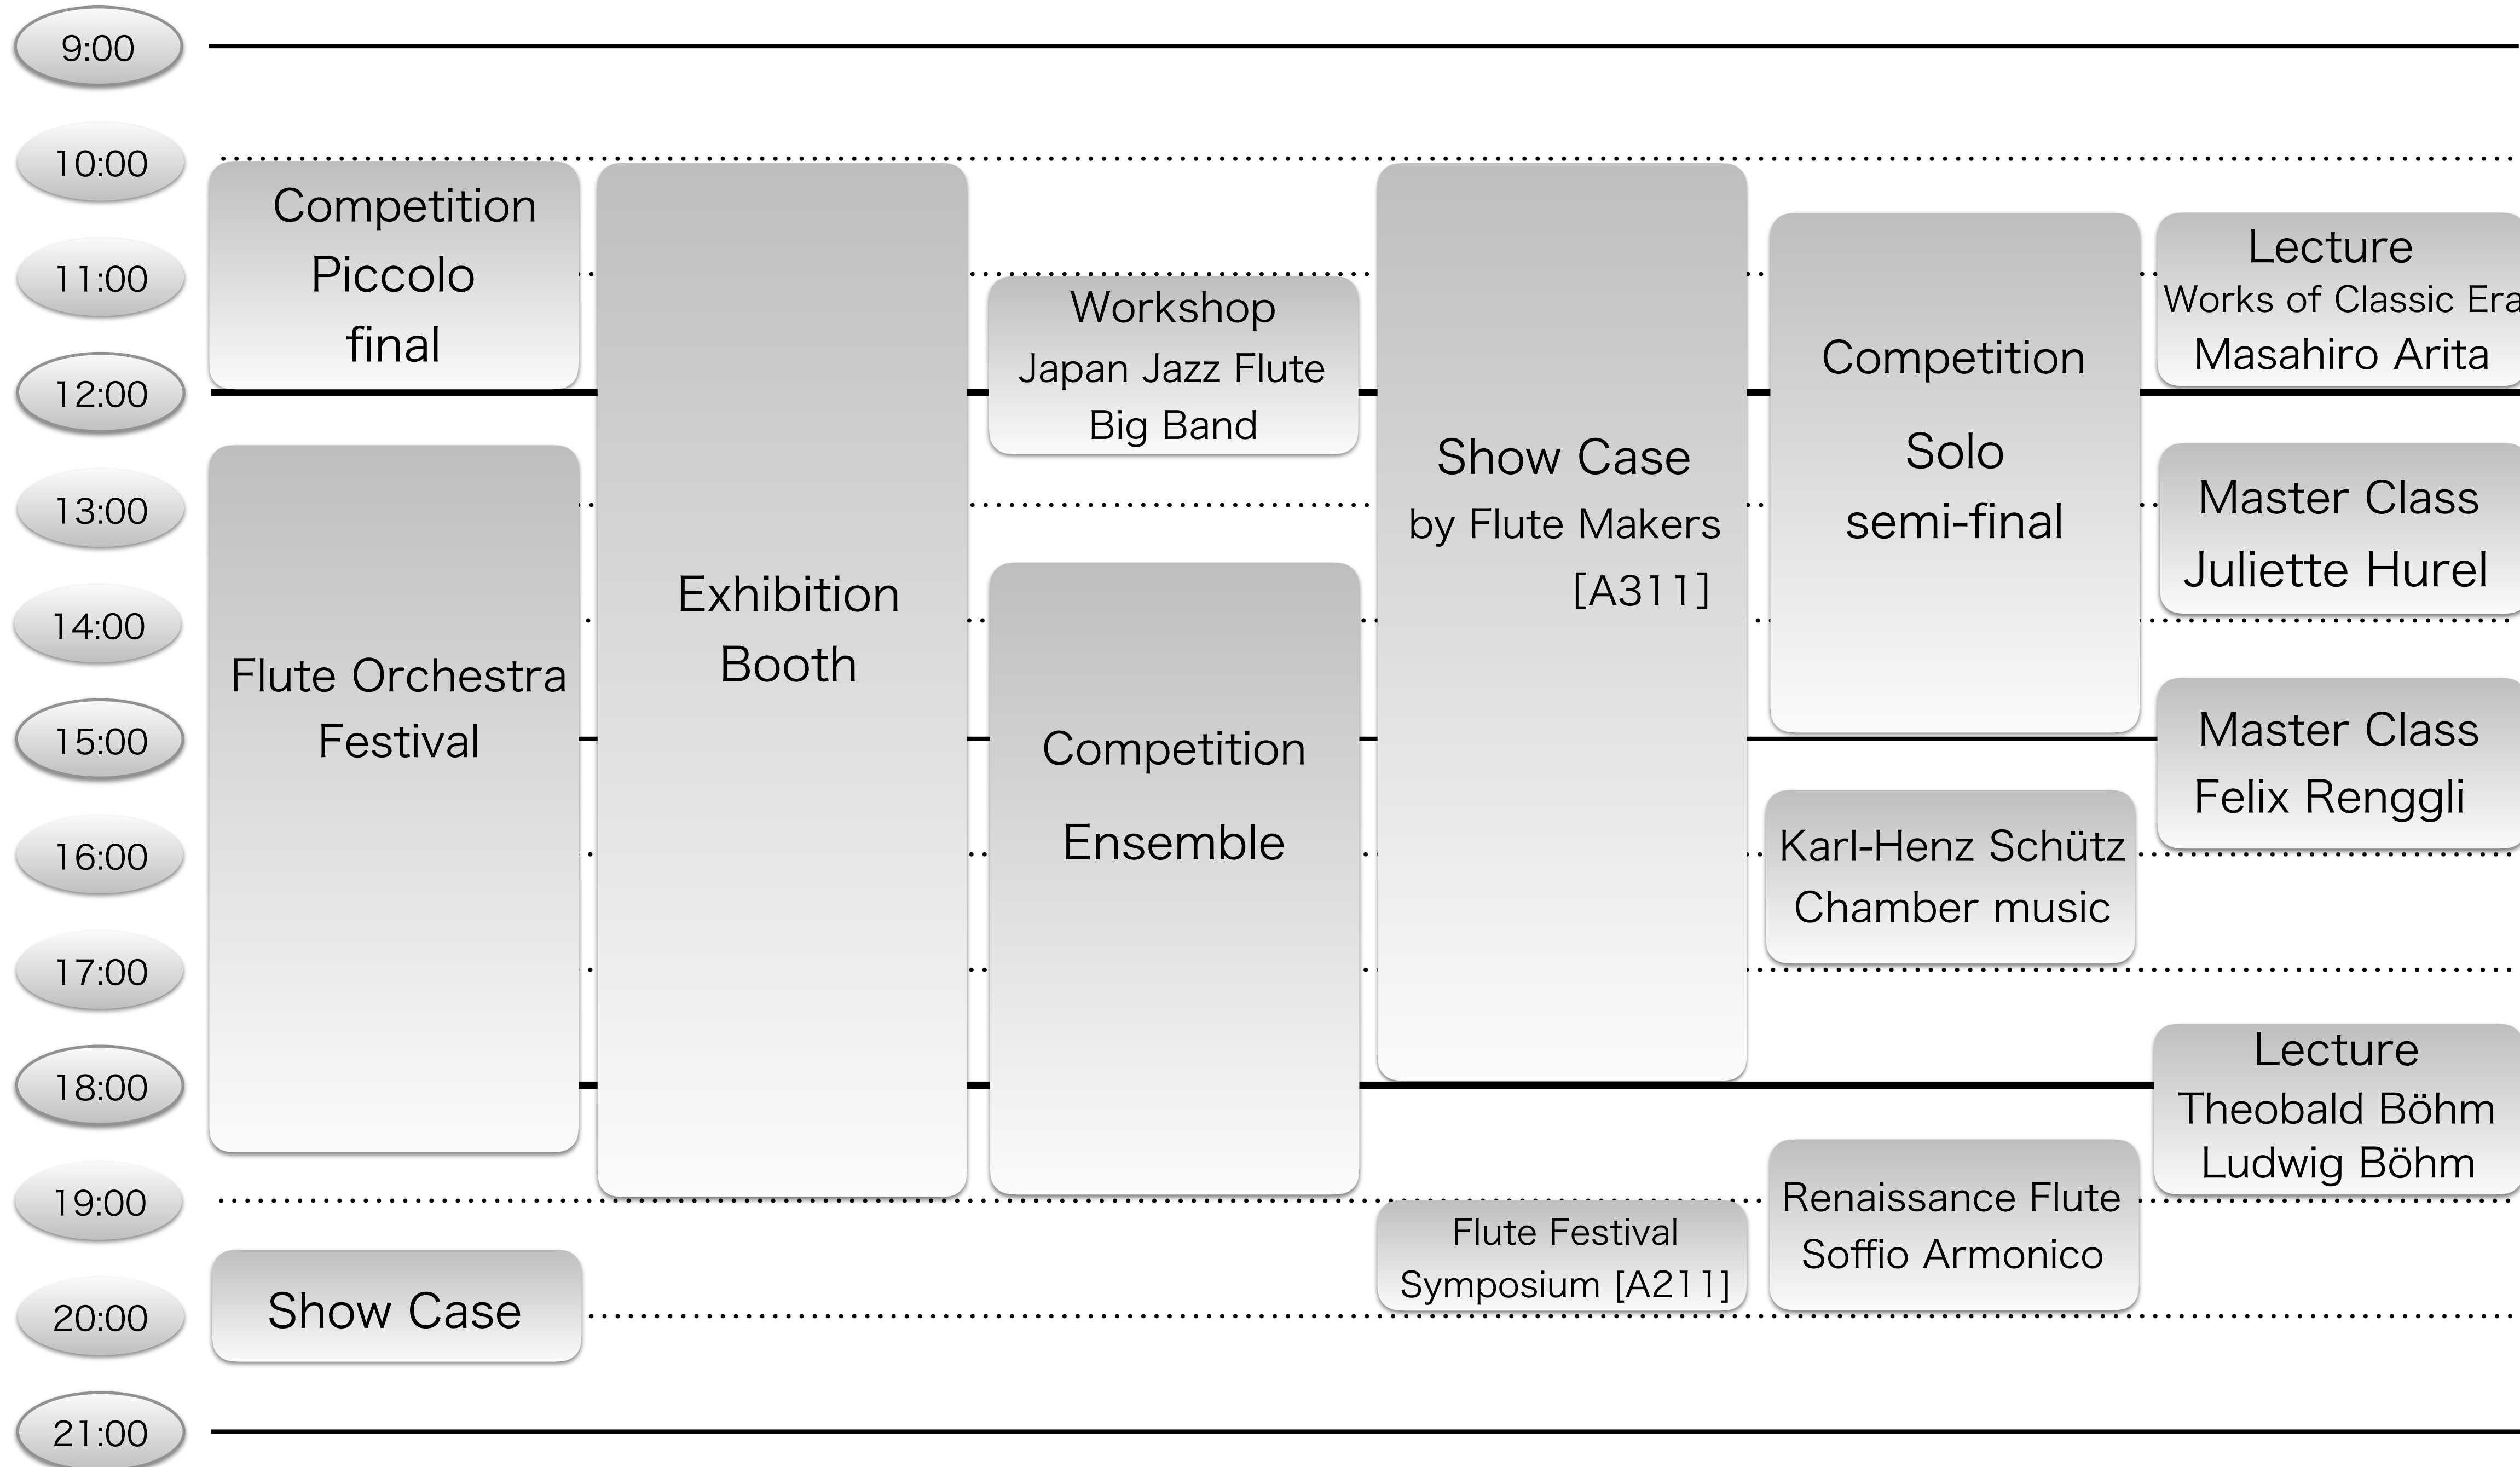 9:00
10:00
11:00
12:00
13:00
14:00
15:00
16:00
17:00
18:00
19:00
20:00
21:00
Competition
Piccolo
final
Flute Orchestra
Festival
Show Case
Exhibition
Booth
Workshop
Japan Jazz Flute
Big Band
Competition
Ensemble
Show Case
by Flute Makers
[A311]
Flute Festival
Symposium [A211]
Competition
Solo
semi-final
Karl-Henz Schütz
Chamber music
Renaissance Flute
Soffio Armonico
Lecture
Works of Classic Era
Masahiro Arita
Master Class
Juliette Hurel
Master Class
Felix Renggli
Lecture
Theobald Böhm
Ludwig Böhm